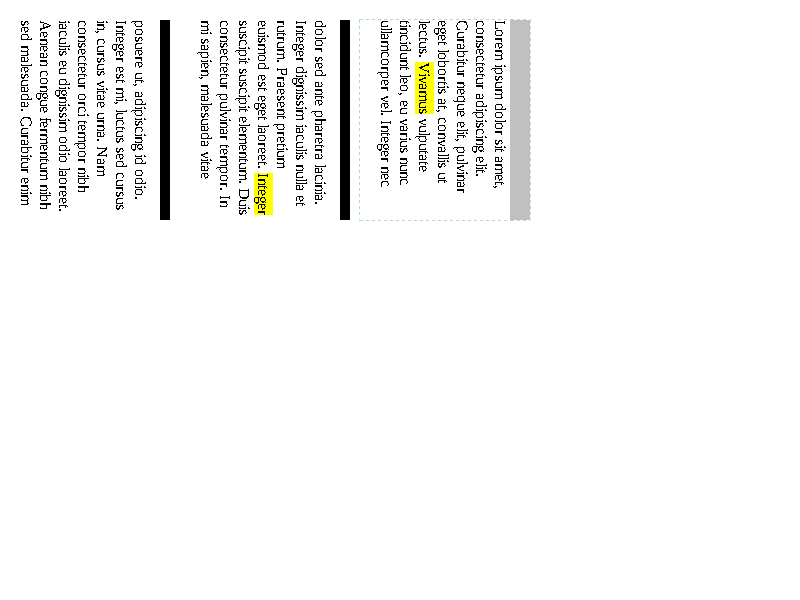 Lorem ipsum dolor sit amet,
consectetur adipiscing elit.
Curabitur neque elit, pulvinar
eget lobortis at, convallis ut
lectus. Vivamus vulputate
tincidunt leo, eu varius nunc
ullamcorper vel. Integer nec
dolor sed ante pharetra lacinia.
Integer dignissim iaculis nulla et
rutrum. Praesent pretium
euismod est eget laoreet. Integer
suscipit suscipit elementum. Duis
consectetur pulvinar tempor. In
mi sapien, malesuada vitae
posuere ut, adipiscing id odio.
Integer est mi, luctus sed cursus
in, cursus vitae urna. Nam
consectetur orci tempor nibh
iaculis eu dignissim odio laoreet.
Aenean congue fermentum nibh
sed malesuada. Curabitur enim